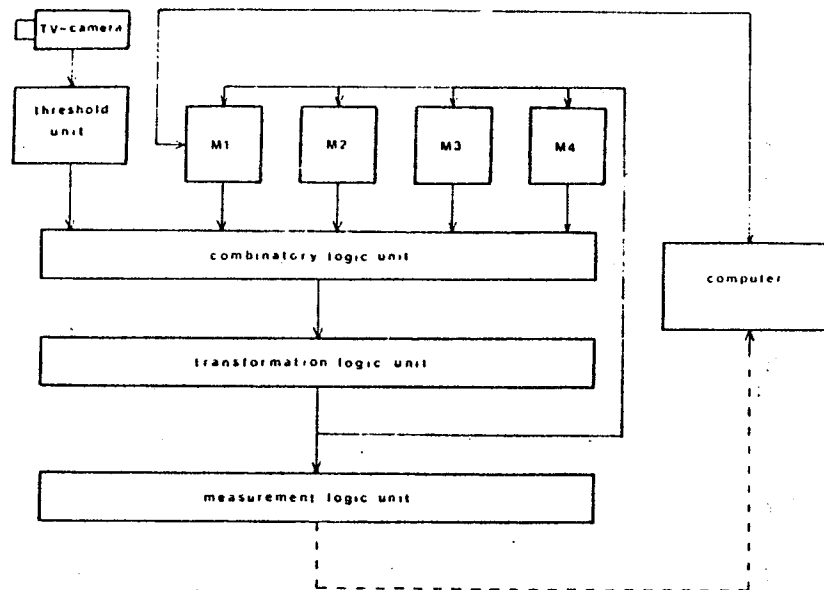 TV-camera
threshold
unit
M1
M2
M3
M4
combinatory logic unit
computer
transformation logic unit
measurement logic unit